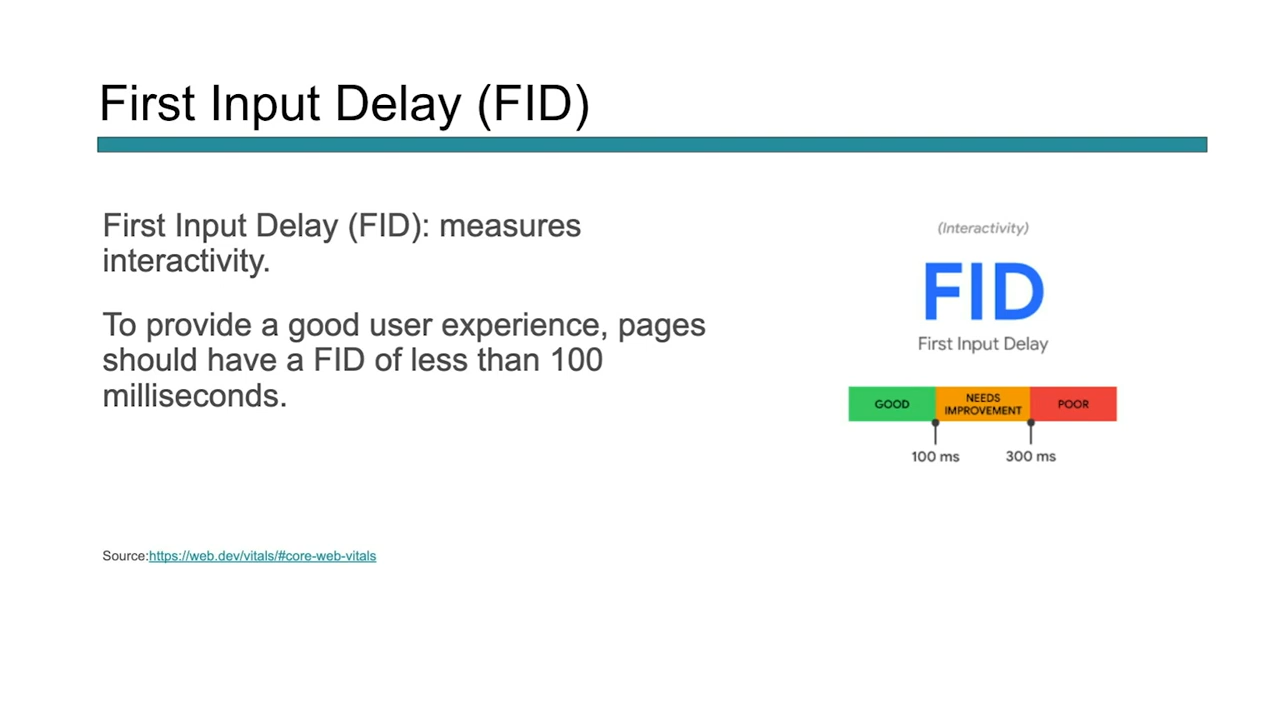 First Input Delay (FID)
First Input Delay (FID): measures
interactivity.
To provide a good user experience, pages
should have a FID of less than 100
milliseconds.
Source:https://web.dev/vitals/#core-web-vitals
(Interactivity)
FID
First Input Delay
GOOD
NEEDS
IMPROVEMENT
POOR
100 ms
300 ms